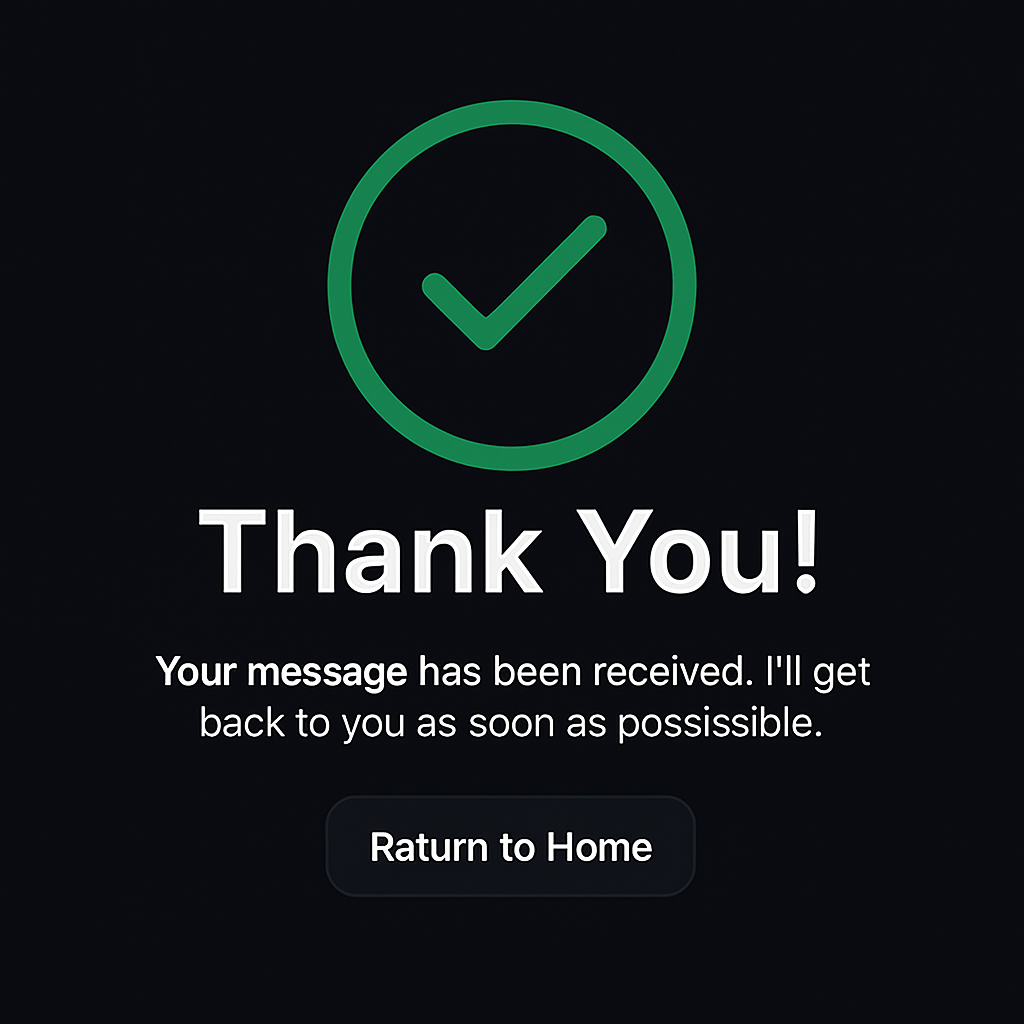 Thank You!
Your message has been received. I'll get
back to you as soon as possissible.
Raturn to Home